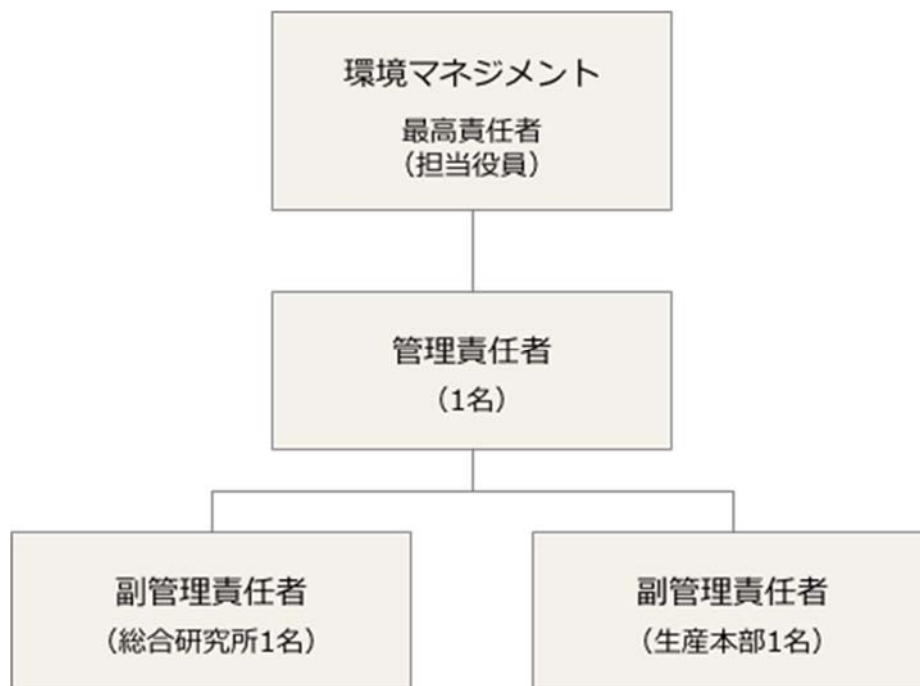 環境マネジメント
最高責任者
（担当役員）
管理責任者
（1名）
副管理責任者
（総合研究所1名）
副管理責任者
（生産本部1名）